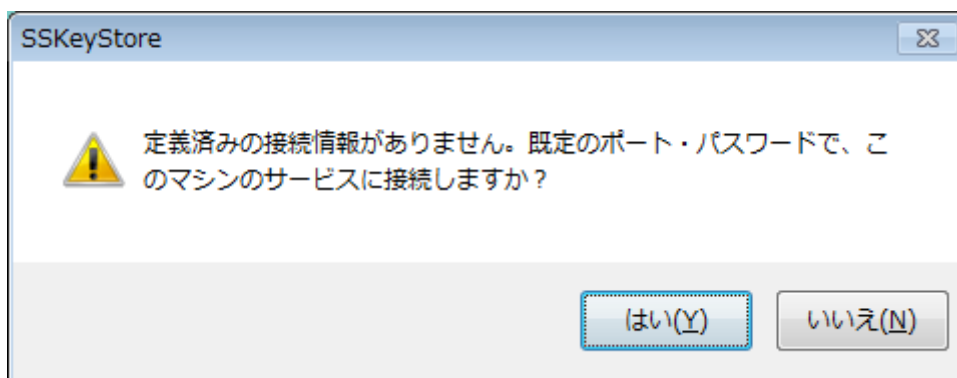 SSKeyStore
定義済みの接続情報がありません。既定のポート・パスワードで、こ
のマシンのサービスに接続しますか？
はい(Y)
いいえ(N)